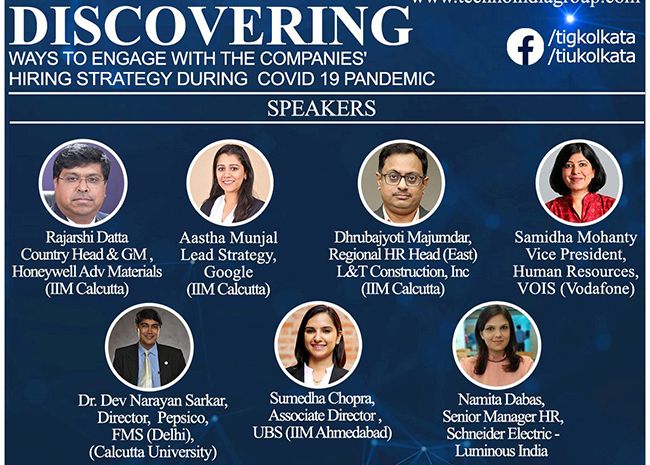 www.technoindiagroup.com
DISCOVERING
WAYS TO ENGAGE WITH THE COMPANIES'
HIRING STRATEGY DURING COVID 19 PANDEMIC
/tigkolkata
/tiukolkata
SPEAKERS
Rajarshi Datta
Country Head & GM ,
Honeywell Adv Materials
(IIM Calcutta)
Aastha Munjal
Lead Strategy,
Google
(IIM Calcutta)
Dhrubajyoti Majumdar,
Regional HR Head (East)
L&T Construction, Inc
(IIM Calcutta)
Samidha Mohanty
Vice President,
Human Resources,
VOIS (Vodafone)
Dr. Dev Narayan Sarkar,
Director, Pepsico,
FMS (Delhi),
(Calcutta University)
Sumedha Chopra,
Associate Director ,
UBS (IIM Ahmedabad)
Namita Dabas,
Senior Manager HR,
Schneider Electric -
Luminous India